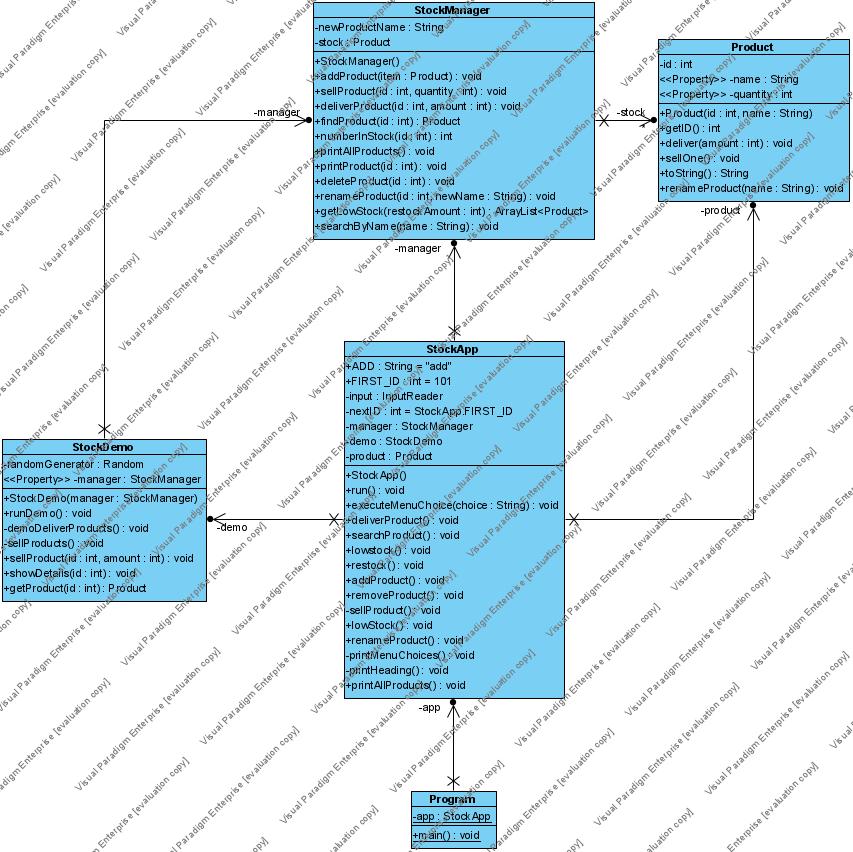 StockManager
-newProductName : String
-stock : Product
+StockManager()
+addProduct(item : Product) : void
+sellProduct(id : int, quantity : int) : void
+deliverProduct(id : int, amount : int) : void
+findProduct(id : int) : Product
+numberInStock(id : int) : int
+printAllProducts() : void
+printProduct(id : int) : void
+deleteProduct(id : int) : void
+renameProduct(id : int, newName : String) : void
+getLowStock(restockAmount : int) : ArrayList<Product>
+searchByName(name : String) : void
-manager
-stock
Product
-id : int
<<Property>> -name : String
<<Property>> -quantity : int
+Product(id : int, name : String)
+getID() : int
+deliver(amount : int) : void
+sellOne() : void
+toString() : String
+renameProduct(name : String) : void
-product
-manager
StockApp
+ADD : String = "add"
+FIRST_ID : int = 101
-input : InputReader
-nextID : int = StockApp.FIRST_ID
-manager : StockManager
-demo : StockDemo
-product : Product
+StockApp()
+run() : void
+executeMenuChoice(choice : String) : void
+deliverProduct() : void
+searchProduct() : void
+lowstock() : void
+restock() : void
+addProduct() : void
+removeProduct() : void
-sellProduct() : void
+lowStock() : void
+renameProduct() : void
-printMenuChoices() : void
-printHeading() : void
+printAllProducts() : void
StockDemo
-randomGenerator : Random
<<Property>> -manager : StockManager
+StockDemo(manager : StockManager)
+runDemo() : void
-demoDeliverProducts() : void
-sellProducts() : void
+sellProduct(id : int, amount : int) : void
+showDetails(id : int) : void
+getProduct(id : int) : Product
-demo
-app
Program
-app : StockApp
+main() : void
Visual Paradigm Enterprise [evaluation copy]